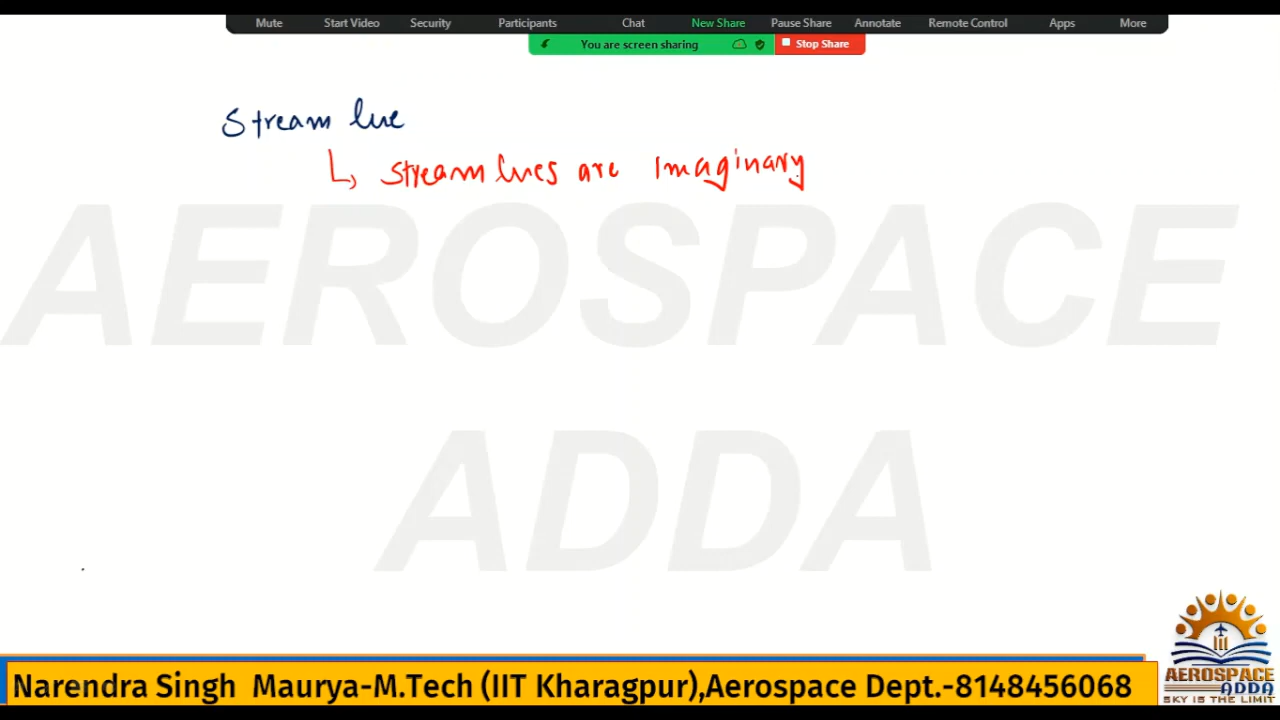 Mute Start Video Security Participants Chat New Share Pause Share Annotate Remote Control Apps More
You are screen sharing Stop Share
Stream line
↳ Stream lines are Imaginary
AEROSPACE
ADDA
Narendra Singh Maurya-M.Tech (IIT Kharagpur),Aerospace Dept.-8148456068
AEROSPACE
ADDA
SKY IS THE LIMIT